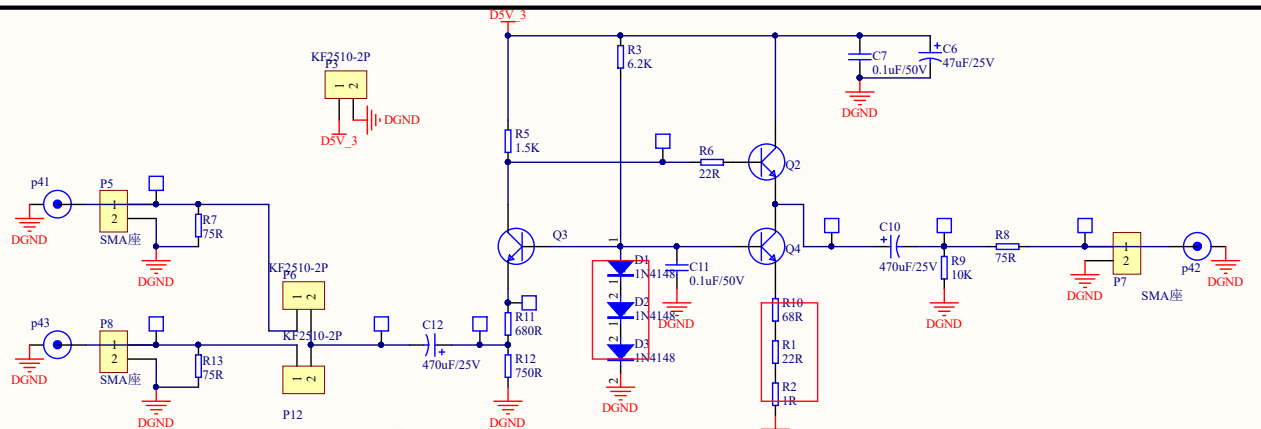 D5V_3
KF2510-2P
P3
1
2
DGND
D5V_3
R3
6.2K
C7
0.1uF/50V
C6
47uF/25V
DGND
R5
1.5K
R6
22R
Q2
p41
P5
1
2
SMA座
DGND
R7
75R
DGND
Q3
1
Q4
C11
0.1uF/50V
DGND
D1
1N4148
2
1
D2
1N4148
2
1
D3
1N4148
2
DGND
C10
470uF/25V
R9
10K
DGND
R8
75R
P7
1
2
SMA座
DGND
p42
DGND
KF2510-2P
P6
1
2
R10
68R
R1
22R
R2
1R
p43
P8
1
2
SMA座
DGND
R13
75R
DGND
KF2510-2P
1
2
P12
C12
470uF/25V
R11
680R
R12
750R
DGND